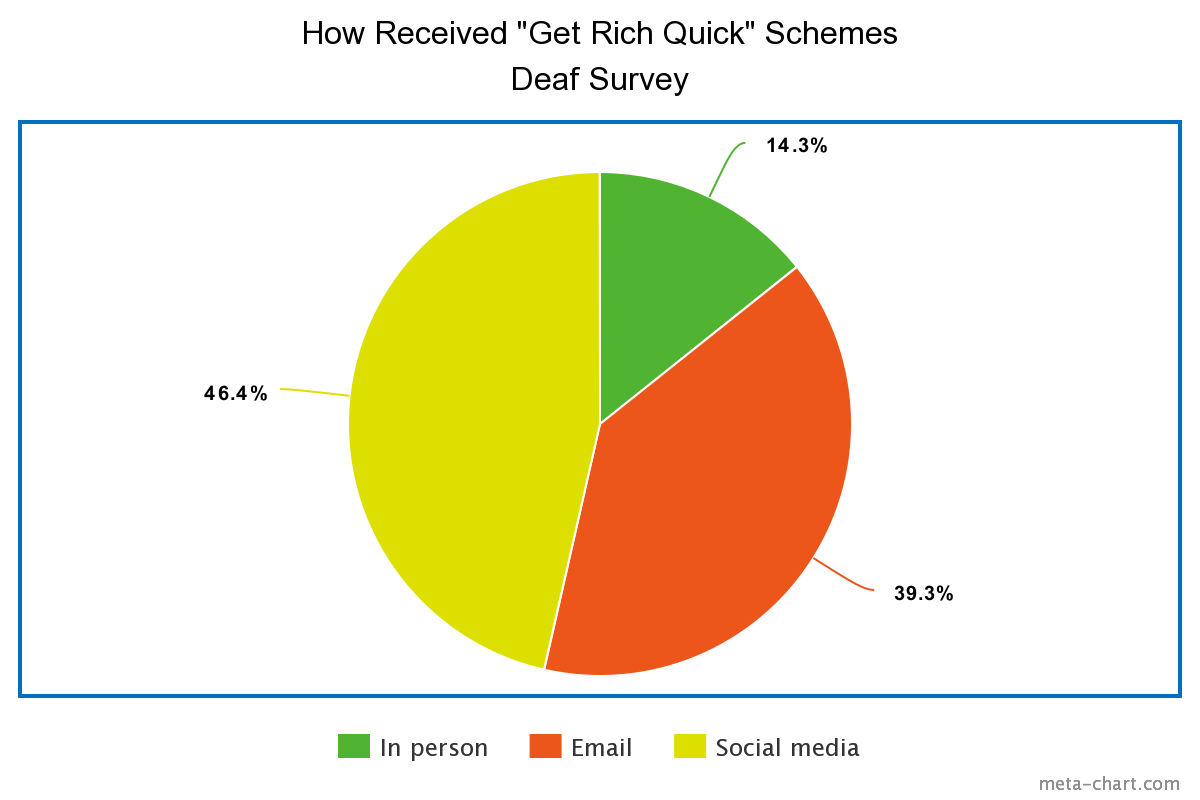 How Received "Get Rich Quick" Schemes
Deaf Survey
14.3%
46.4%
39.3%
In person Email Social media
meta-chart.com